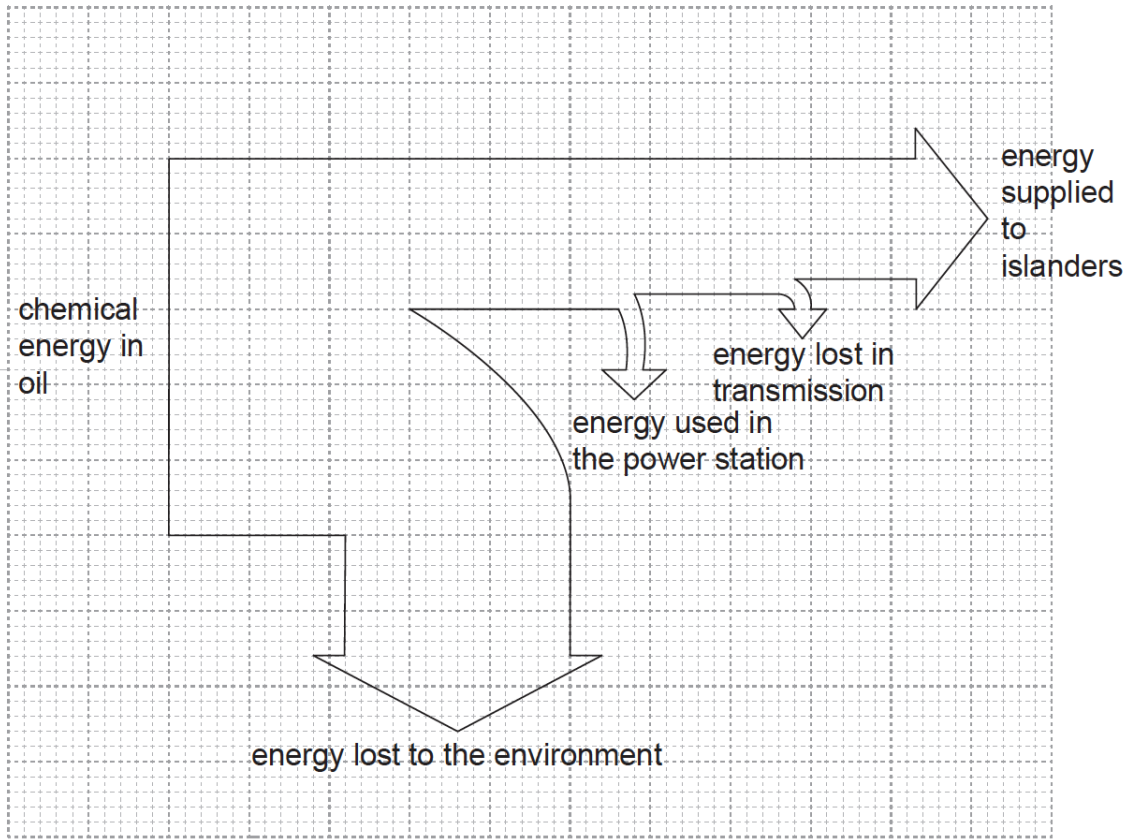 energy
supplied
to
islanders
chemical
energy in
oil
energy lost in
transmission
energy used in
the power station
energy lost to the environment